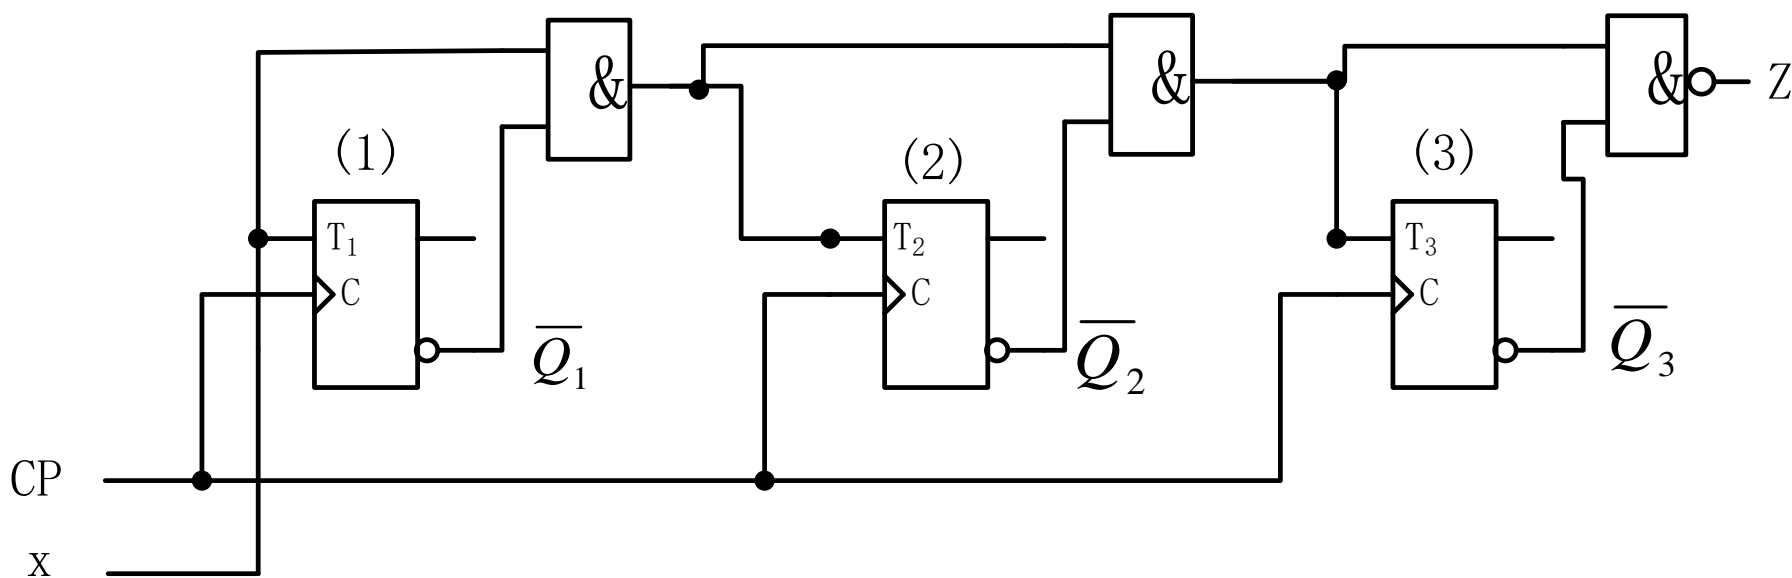 & & & Z
(1) (2) (3)
T₁ T₂ T₃
C C C
Q̅₁ Q̅₂ Q̅₃
CP
x